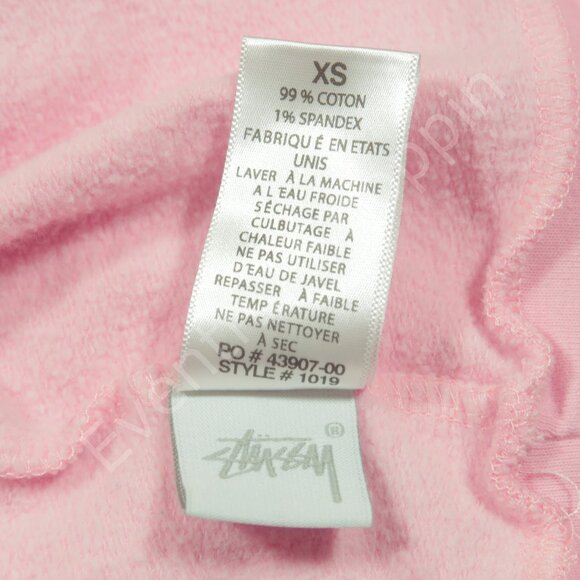 XS
99 % COTON
1% SPANDEX
FABRIQU É EN ETATS
UNIS
LAVER À LA MACHINE
A L'EAU FROIDE
SÉCHAGE PAR
CULBUTAGE À
CHALEUR FAIBLE
NE PAS UTILISER
D'EAU DE JAVEL
REPASSER À FAIBLE
TEMP ÉRATURE
NE PAS NETTOYER
À SEC
PO # 43907-00
STYLE # 1019
Stüssy ®